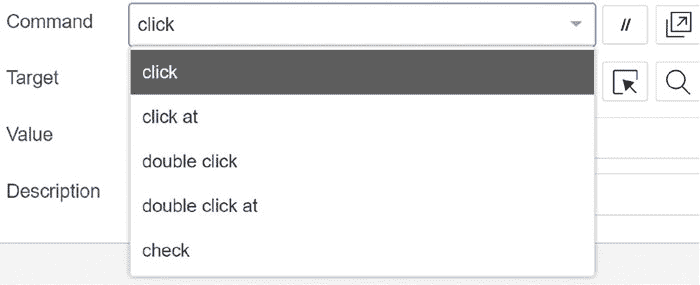 Command
click
//
click
Target
click at
Value
double click
Description
double click at
check